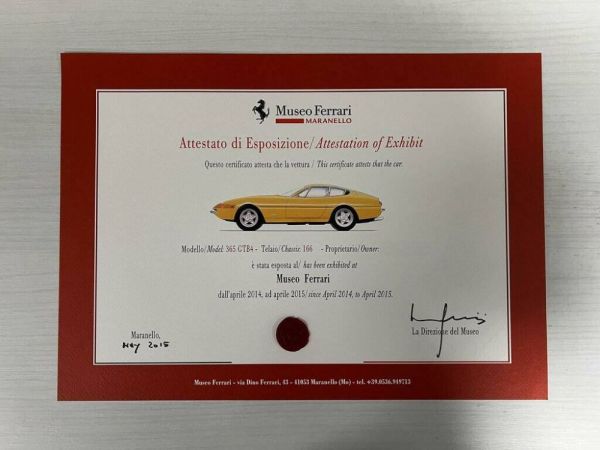 Museo Ferrari
MARANELLO
Attestato di Esposizione/Attestation of Exhibit
Questo certificato attesta che la vettura / This certificate attests that the car.
Modello/Model: 365 GTB4 - Telaio/Chassis: 166 - Proprietario/Owner:
è stata esposta al/ has been exhibited at
Museo Ferrari
dall'aprile 2014, ad aprile 2015/since April 2014, to April 2015.
Maranello,
May 2015
La Direzione del Museo
Museo Ferrari – via Dino Ferrari, 43 – 41053 Maranello (Mo) - tel. +39.0536.949713